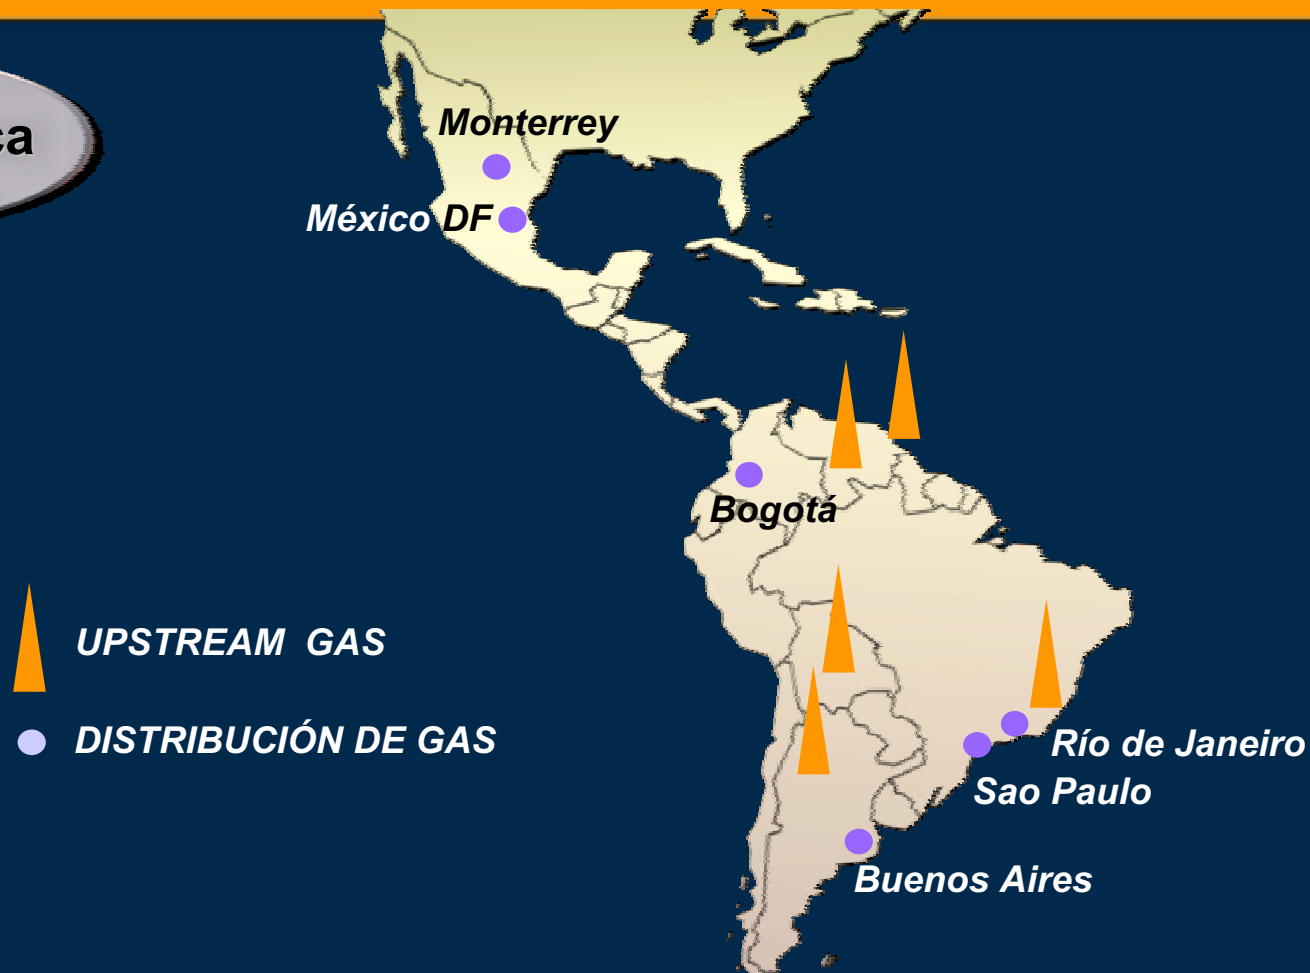 Monterrey
México DF
Bogotá
UPSTREAM GAS
DISTRIBUCIÓN DE GAS
Río de Janeiro
Sao Paulo
Buenos Aires